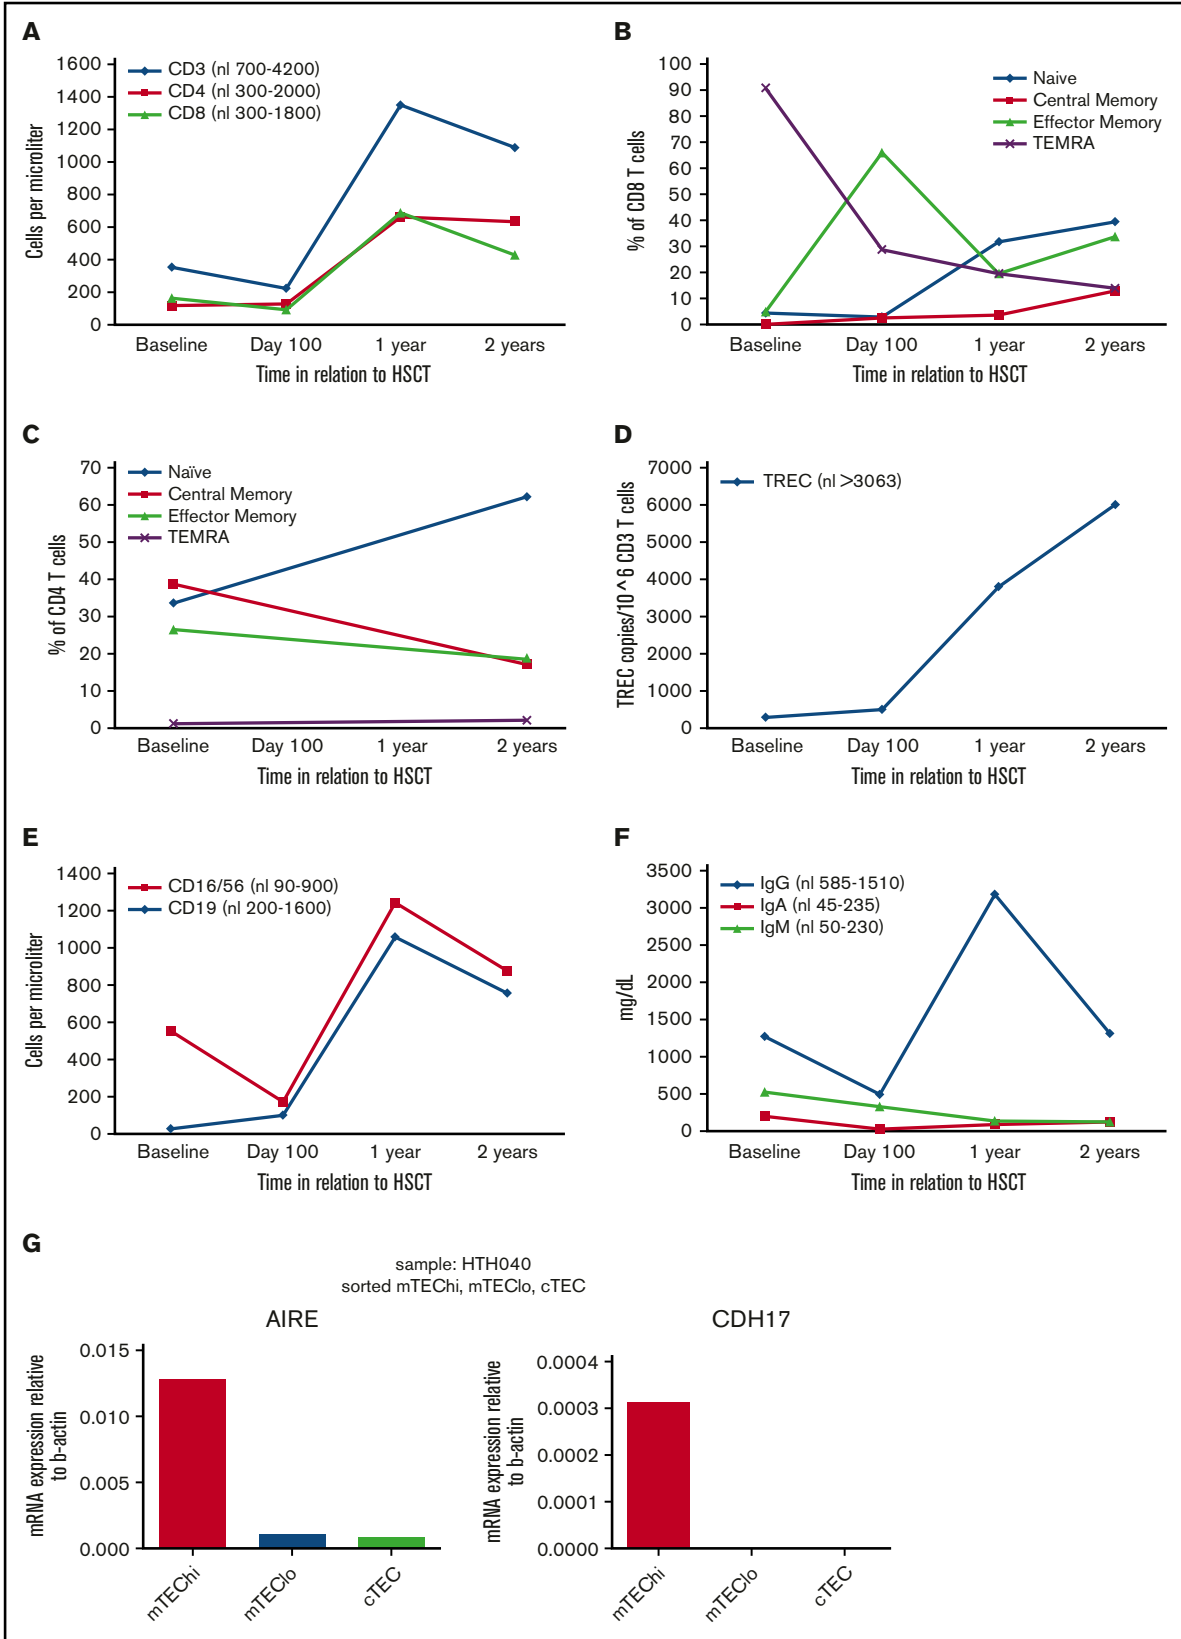 A
Cells per microliter
1600
1400
1200
1000
800
600
400
200
0
CD3 (nl 700-4200)
CD4 (nl 300-2000)
CD8 (nl 300-1800)
Baseline Day 100 1 year 2 years
Time in relation to HSCT
B
% of CD8 T cells
100
90
80
70
60
50
40
30
20
10
0
Naive
Central Memory
Effector Memory
TEMRA
Baseline Day 100 1 year 2 years
Time in relation to HSCT
C
% of CD4 T cells
70
60
50
40
30
20
10
0
Naïve
Central Memory
Effector Memory
TEMRA
Baseline Day 100 1 year 2 years
Time in relation to HSCT
D
TREC copies/10^6 CD3 T cells
7000
6000
5000
4000
3000
2000
1000
0
TREC (nl >3063)
Baseline Day 100 1 year 2 years
Time in relation to HSCT
E
Cells per microliter
1400
1200
1000
800
600
400
200
0
CD16/56 (nl 90-900)
CD19 (nl 200-1600)
Baseline Day 100 1 year 2 years
Time in relation to HSCT
F
mg/dL
3500
3000
2500
2000
1500
1000
500
0
IgG (nl 585-1510)
IgA (nl 45-235)
IgM (nl 50-230)
Baseline Day 100 1 year 2 years
Time in relation to HSCT
G
sample: HTH040
sorted mTEChi, mTEClo, cTEC
AIRE
mRNA expression relative
to b-actin
0.015
0.010
0.005
0.000
mTEChi mTEClo cTEC
CDH17
mRNA expression relative
to b-actin
0.0004
0.0003
0.0002
0.0001
0.0000
mTEChi mTEClo cTEC